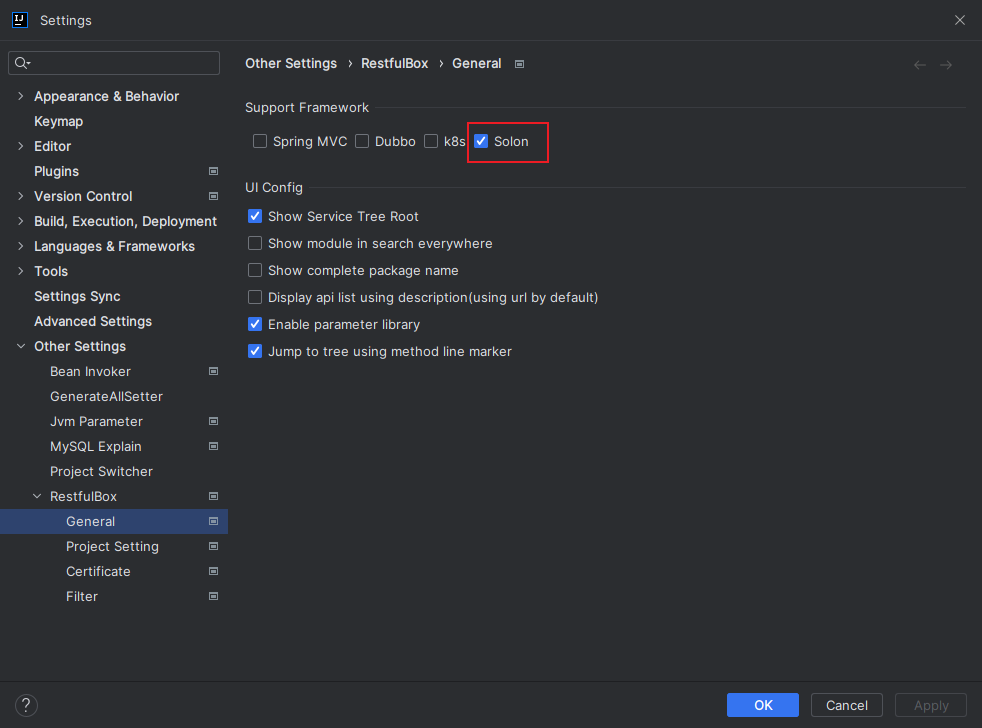 Settings
Other Settings › RestfulBox › General
Appearance & Behavior
Keymap
Editor
Plugins
Version Control
Build, Execution, Deployment
Languages & Frameworks
Tools
Settings Sync
Advanced Settings
Other Settings
Bean Invoker
GenerateAllSetter
Jvm Parameter
MySQL Explain
Project Switcher
RestfulBox
General
Project Setting
Certificate
Filter
Support Framework
Spring MVC Dubbo k8s Solon
UI Config
Show Service Tree Root
Show module in search everywhere
Show complete package name
Display api list using description(using url by default)
Enable parameter library
Jump to tree using method line marker
? OK Cancel Apply